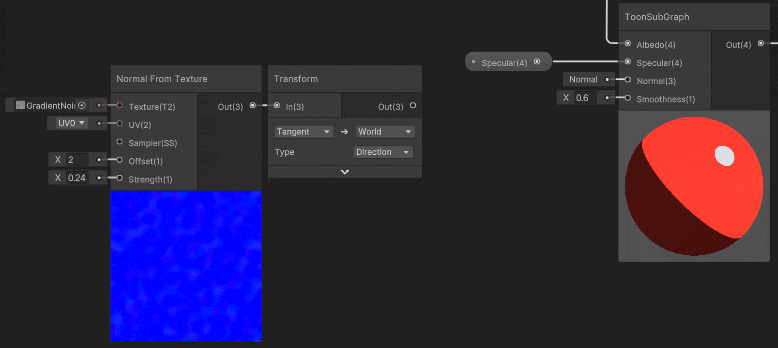 ToonSubGraph
Albedo(4)
Out(4)
Specular(4)
Specular(4)
Normal
Normal(3)
X 0.6
Smoothness(1)
Normal From Texture
Transform
GradientNois
Texture(T2)
Out(3)
In(3)
Out(3)
UV0
UV(2)
Sampler(SS)
Tangent
World
X 2
Offset(1)
Type
Direction
X 0.24
Strength(1)